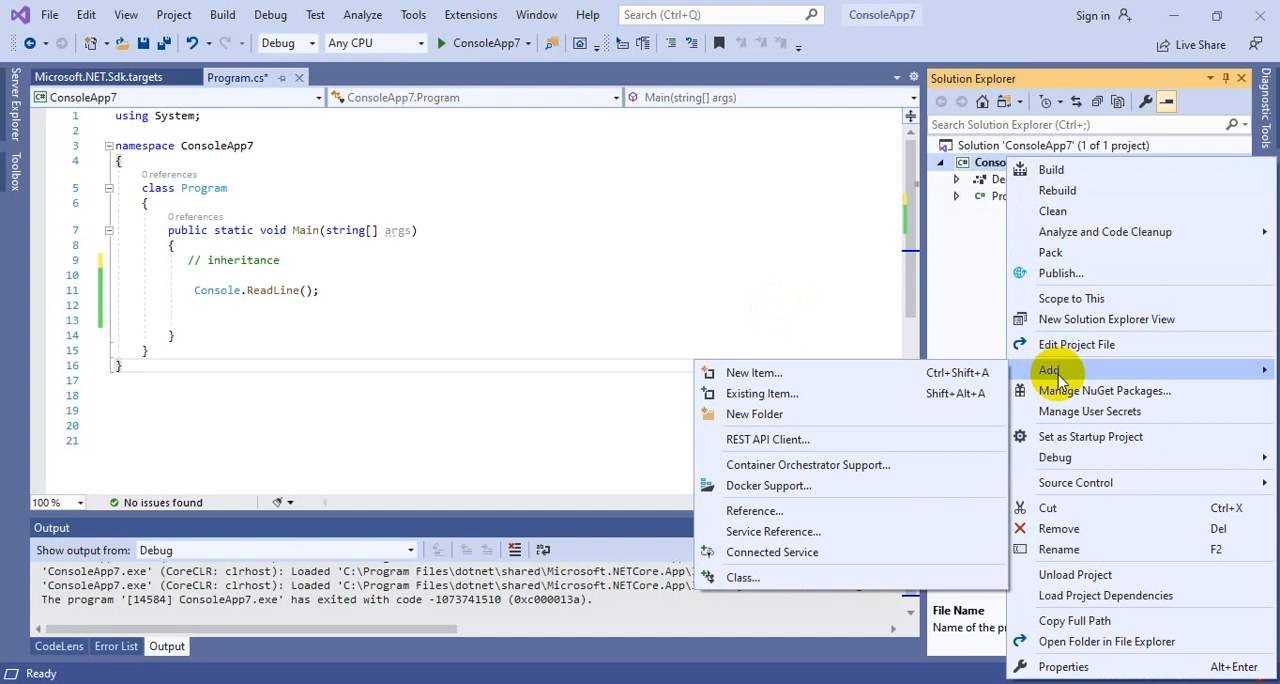 File Edit View Project Build Debug Test Analyze Tools Extensions Window Help Search (Ctrl+Q) ConsoleApp7 Sign in
Debug Any CPU ConsoleApp7 Live Share
Server Explorer
Toolbox
Microsoft.NET.Sdk.targets Program.cs*
ConsoleApp7 ConsoleApp7.Program Main(string[] args)
1 using System;
2
3 namespace ConsoleApp7
4 {
0 references
5 class Program
6 {
0 references
7 public static void Main(string[] args)
8 {
9 // inheritance
10
11 Console.ReadLine();
12
13
14 }
15 }
16 }
17
18
19
20
21
100 % No issues found
Output
Show output from: Debug
'ConsoleApp7.exe' (CoreCLR: clrhost): Loaded 'C:\Program Files\dotnet\shared\Microsoft.NETCore.App\
'ConsoleApp7.exe' (CoreCLR: clrhost): Loaded 'C:\Program Files\dotnet\shared\Microsoft.NETCore.App\
The program '[14584] ConsoleApp7.exe' has exited with code -1073741510 (0xc000013a).
CodeLens Error List Output
Ready
Solution Explorer
Search Solution Explorer (Ctrl+;)
Solution 'ConsoleApp7' (1 of 1 project)
Conso
De
Pro
Diagnostic Tools
Build
Rebuild
Clean
Analyze and Code Cleanup
Pack
Publish...
Scope to This
New Solution Explorer View
Edit Project File
Add
Manage NuGet Packages...
Manage User Secrets
Set as Startup Project
Debug
Source Control
Cut Ctrl+X
Remove Del
Rename F2
Unload Project
Load Project Dependencies
Copy Full Path
Open Folder in File Explorer
Properties Alt+Enter
New Item... Ctrl+Shift+A
Existing Item... Shift+Alt+A
New Folder
REST API Client...
Container Orchestrator Support...
Docker Support...
Reference...
Service Reference...
Connected Service
Class...
File Name
Name of the pr